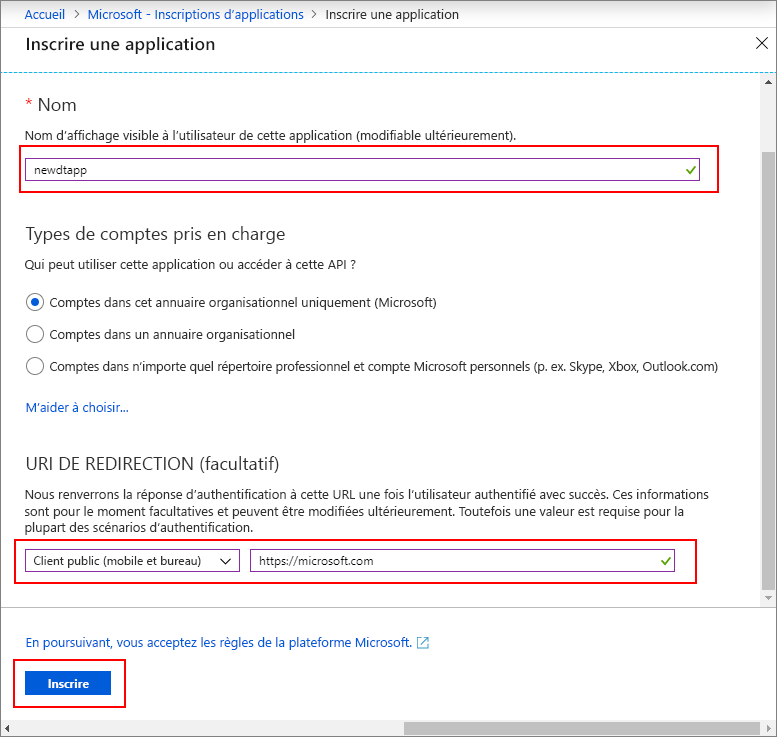 Accueil > Microsoft - Inscriptions d’applications > Inscrire une application
Inscrire une application
* Nom
Nom d’affichage visible à l’utilisateur de cette application (modifiable ultérieurement).
newdtapp
Types de comptes pris en charge
Qui peut utiliser cette application ou accéder à cette API ?
Comptes dans cet annuaire organisationnel uniquement (Microsoft)
Comptes dans un annuaire organisationnel
Comptes dans n’importe quel répertoire professionnel et compte Microsoft personnels (p. ex. Skype, Xbox, Outlook.com)
M’aider à choisir...
URI DE REDIRECTION (facultatif)
Nous renverrons la réponse d’authentification à cette URL une fois l’utilisateur authentifié avec succès. Ces informations
sont pour le moment facultatives et peuvent être modifiées ultérieurement. Toutefois une valeur est requise pour la
plupart des scénarios d’authentification.
Client public (mobile et bureau) https://microsoft.com
En poursuivant, vous acceptez les règles de la plateforme Microsoft.
Inscrire